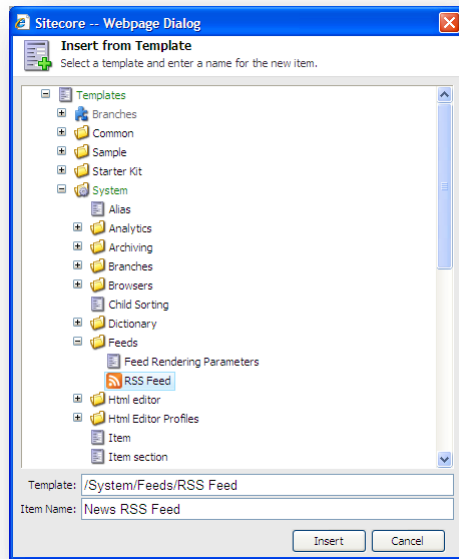 Sitecore -- Webpage Dialog
Insert from Template
Select a template and enter a name for the new item.
Templates
Branches
Common
Sample
Starter Kit
System
Alias
Analytics
Archiving
Branches
Browsers
Child Sorting
Dictionary
Feeds
Feed Rendering Parameters
RSS Feed
Html editor
Html Editor Profiles
Item
Item section
Template: /System/Feeds/RSS Feed
Item Name: News RSS Feed
Insert Cancel